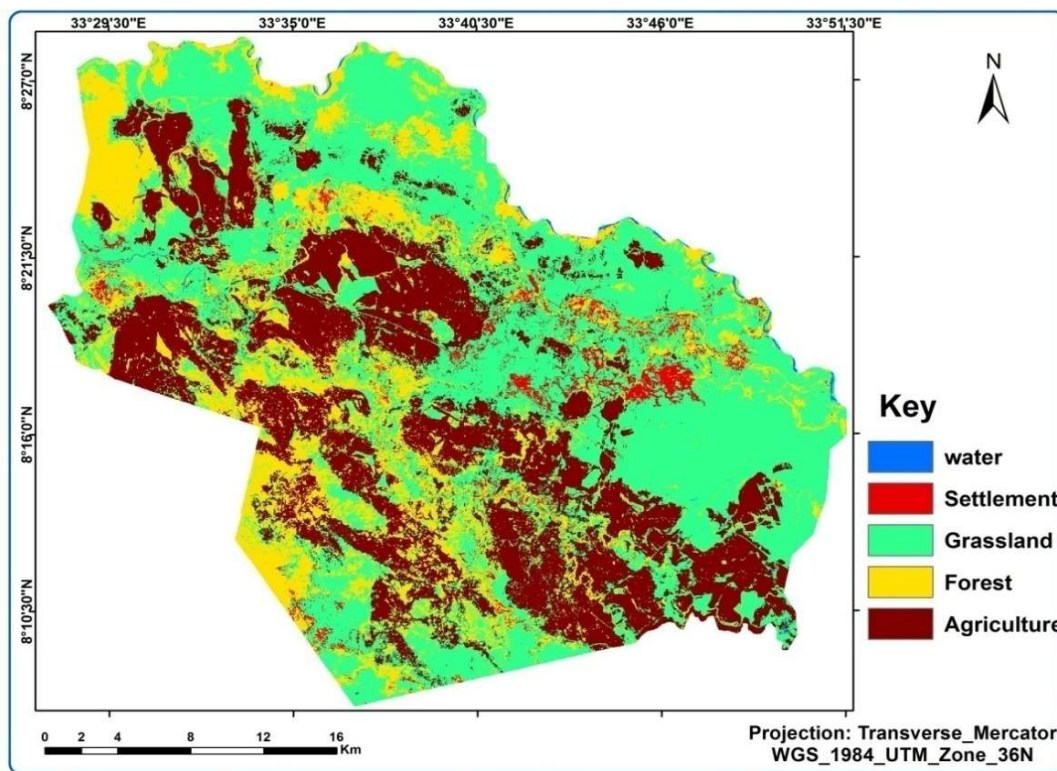 33°29'30"E 33°35'0"E 33°40'30"E 33°46'0"E 33°51'30"E
8°27'0"N
8°21'30"N
8°16'0"N
8°10'30"N
N
Key
water
Settlement
Grassland
Forest
Agriculture
0 2 4 8 12 16
Km
Projection: Transverse_Mercator
WGS_1984_UTM_Zone_36N